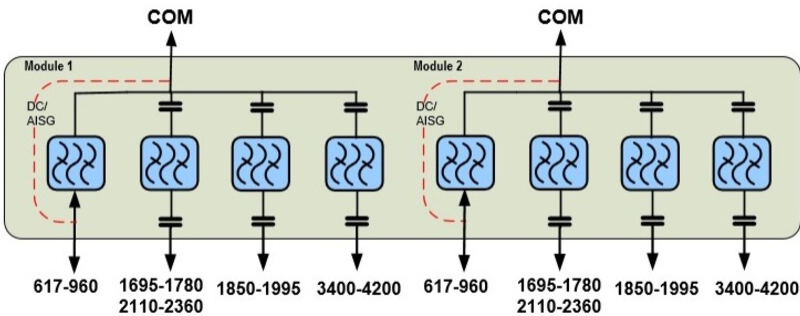 COM
COM
Module 1
Module 2
DC/
AISG
DC/
AISG
617-960
1695-1780
2110-2360
1850-1995
3400-4200
617-960
1695-1780
2110-2360
1850-1995
3400-4200